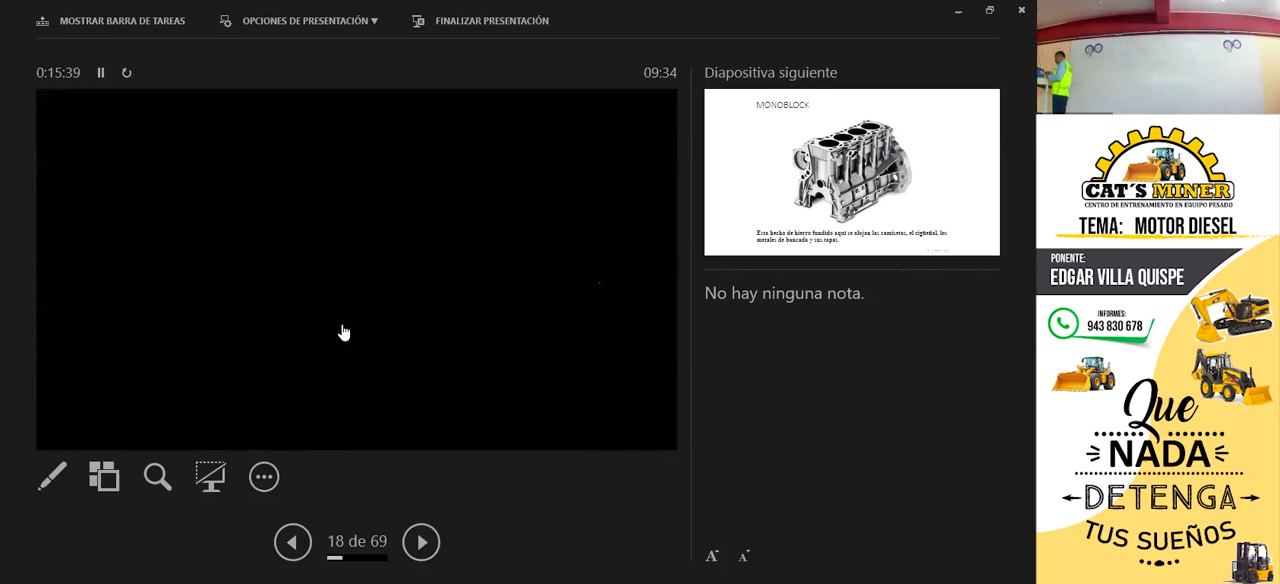 MOSTRAR BARRA DE TAREAS
OPCIONES DE PRESENTACIÓN ▼
FINALIZAR PRESENTACIÓN
0:15:39
09:34
Diapositiva siguiente
MONOBLOCK
Esta hecho de hierro fundido aqui se alojan las camisetas, el cigüeñal, los
metales de bancada y sus tapas.
No hay ninguna nota.
18 de 69
CAT´S MINER
CENTRO DE ENTRENAMIENTO EN EQUIPO PESADO
TEMA: MOTOR DIESEL
PONENTE:
EDGAR VILLA QUISPE
INFORMES:
943 830 678
Que
NADA
DETENGA
TUS SUEÑOS